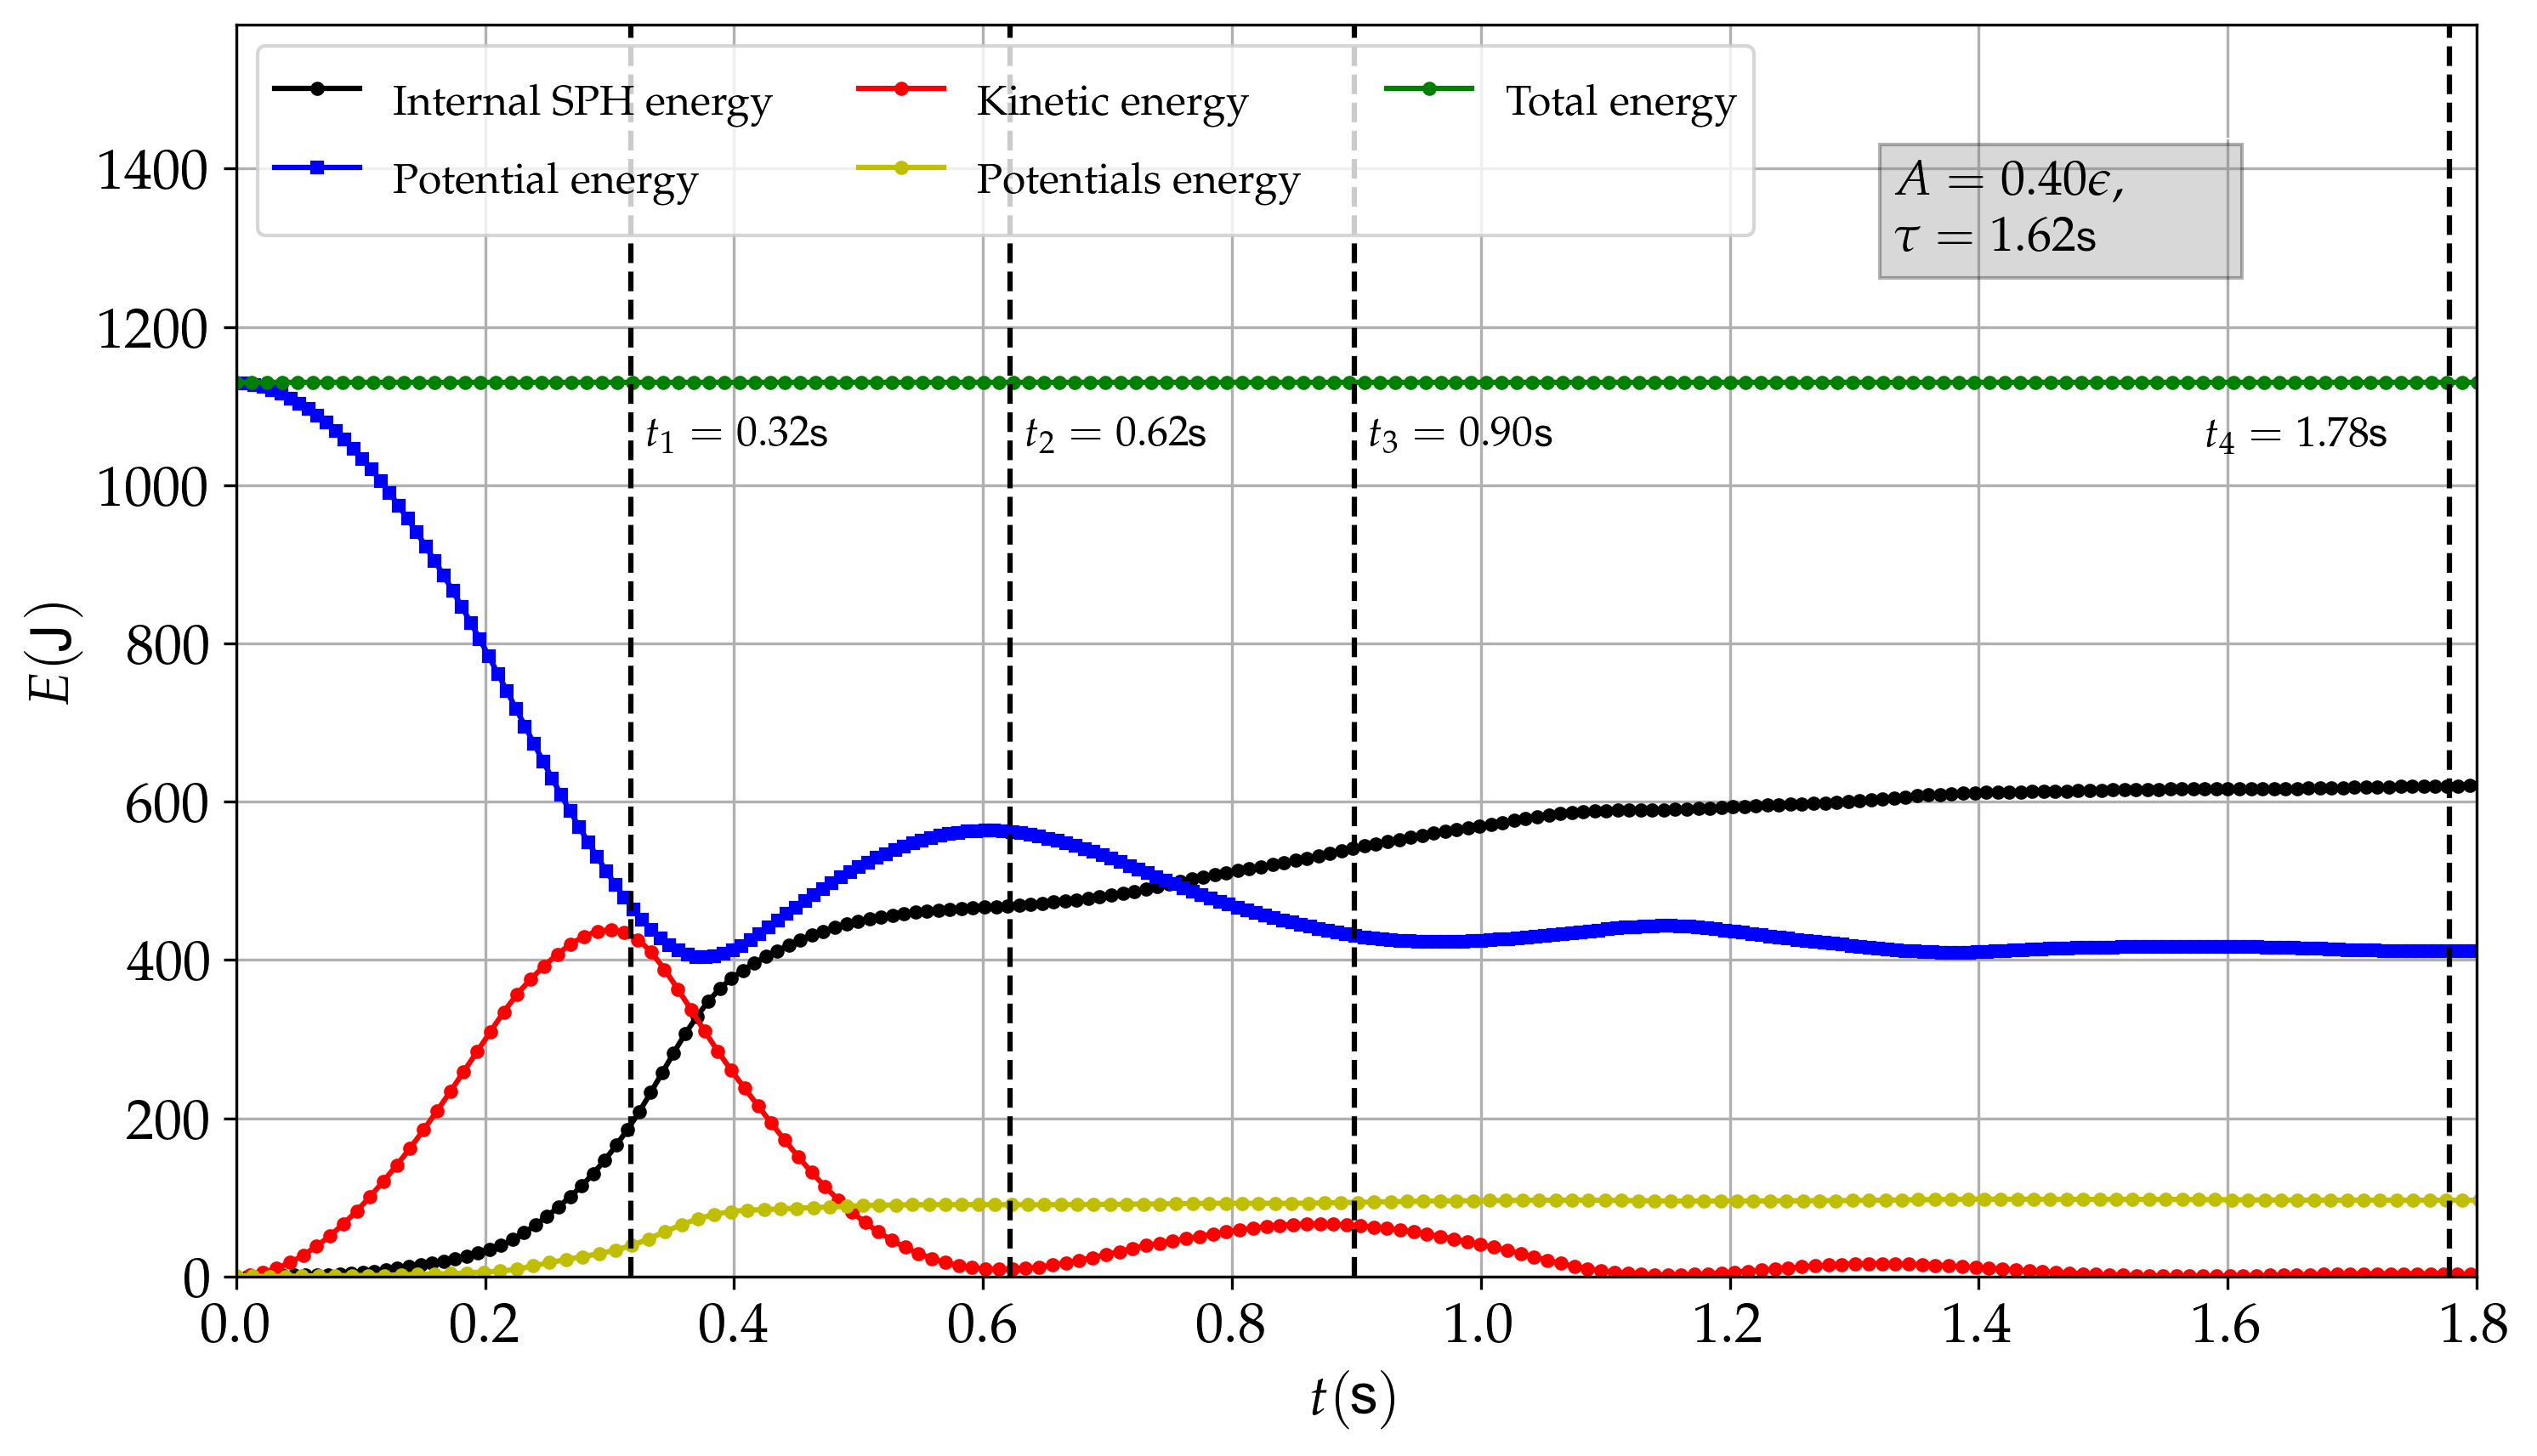 Internal SPH energy
Potential energy
Kinetic energy
Potentials energy
Total energy
A = 0.40ϵ,
τ = 1.62s
t₁ = 0.32s
t₂ = 0.62s
t₃ = 0.90s
t₄ = 1.78s
E(J)
1400
1200
1000
800
600
400
200
0
0.0 0.2 0.4 0.6 0.8 1.0 1.2 1.4 1.6 1.8
t(s)